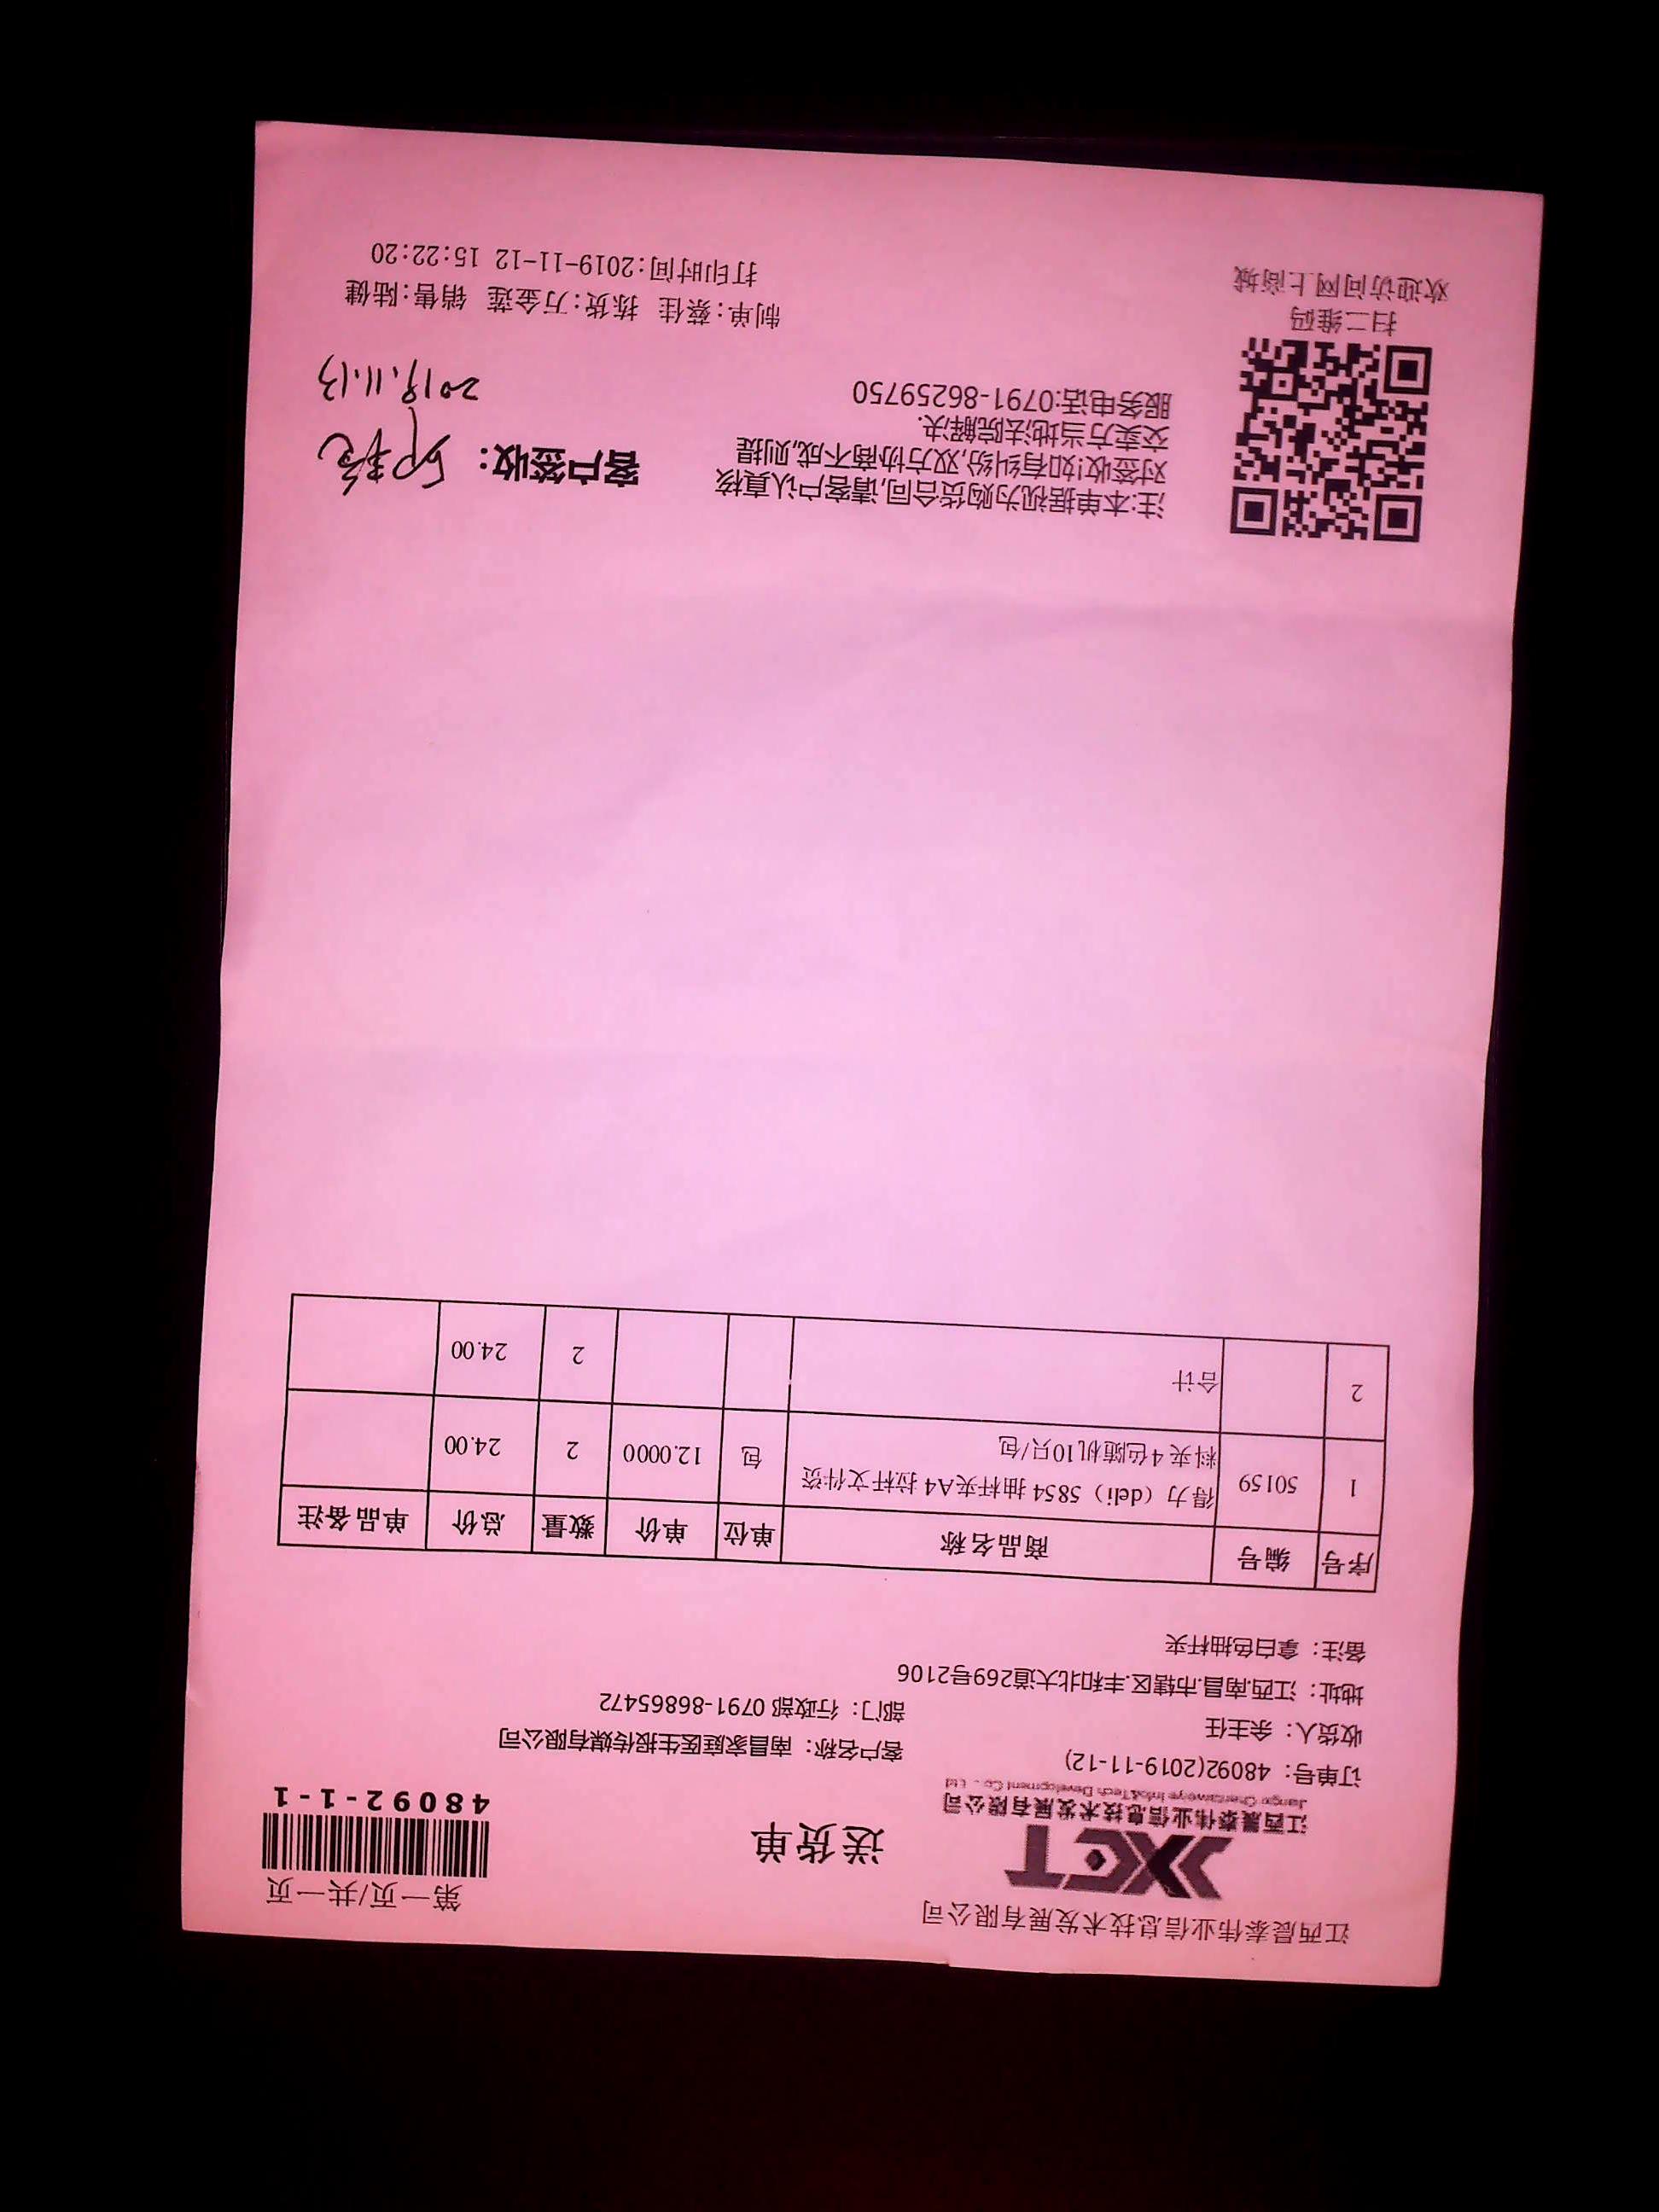 江西晨泰伟业信息技术发展有限公司
第一页/共一页
JXCT
江西晨泰伟业信息技术发展有限公司
Jiangxi Chentaiweiye Info&Tech Development Co.,Ltd
送货单
48092-1-1
订单号：48092(2019-11-12)
客户名称：南昌家庭医生报传媒有限公司
收货人：余主任
部门：行政部 0791-86865472
地址：江西.南昌.市辖区.丰和北大道269号2106
备注：拿白色抽杆夹
序号 编号 商品名称 单位 单价 数量 总价 单品备注
1 50159 得力（deli）5854 抽杆夹A4 拉杆文件资料夹 4色随机10只/包 包 12.0000 2 24.00
2 合计 2 24.00
注:本单据视为购货合同,请客户认真核
对签收!如有纠纷,双方协商不成,则提
交卖方当地法院解决.
服务电话:0791-86259750
客户签收：
2019.11.13
扫二维码
欢迎访问网上商城
制单:蔡佳 拣货:万金莲 销售:陆健
打印时间:2019-11-12 15:22:20